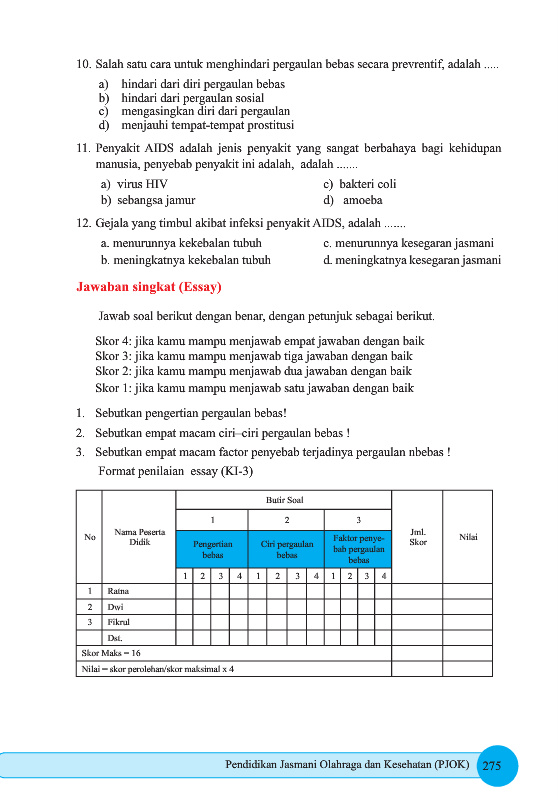 10. Salah satu cara untuk menghindari pergaulan bebas secara prevrentif, adalah .....
a) hindari dari diri pergaulan bebas
b) hindari dari pergaulan sosial
c) mengasingkan diri dari pergaulan
d) menjauhi tempat-tempat prostitusi
11. Penyakit AIDS adalah jenis penyakit yang sangat berbahaya bagi kehidupan
manusia, penyebab penyakit ini adalah, adalah .......
a) virus HIV c) bakteri coli
b) sebangsa jamur d) amoeba
12. Gejala yang timbul akibat infeksi penyakit AIDS, adalah .......
a. menurunnya kekebalan tubuh c. menurunnya kesegaran jasmani
b. meningkatnya kekebalan tubuh d. meningkatnya kesegaran jasmani
Jawaban singkat (Essay)
Jawab soal berikut dengan benar, dengan petunjuk sebagai berikut.
Skor 4: jika kamu mampu menjawab empat jawaban dengan baik
Skor 3: jika kamu mampu menjawab tiga jawaban dengan baik
Skor 2: jika kamu mampu menjawab dua jawaban dengan baik
Skor 1: jika kamu mampu menjawab satu jawaban dengan baik
1. Sebutkan pengertian pergaulan bebas!
2. Sebutkan empat macam ciri–ciri pergaulan bebas !
3. Sebutkan empat macam factor penyebab terjadinya pergaulan nbebas !
Format penilaian essay (KI-3)
No
Nama Peserta
Didik
Butir Soal
Jml.
Skor
Nilai
1 2 3
Pengertian
bebas
Ciri pergaulan
bebas
Faktor penye-
bab pergaulan
bebas
1 2 3 4 1 2 3 4 1 2 3 4
1 Ratna
2 Dwi
3 Fikrul
Dst.
Skor Maks = 16
Nilai = skor perolehan/skor maksimal x 4
Pendidikan Jasmani Olahraga dan Kesehatan (PJOK) 275